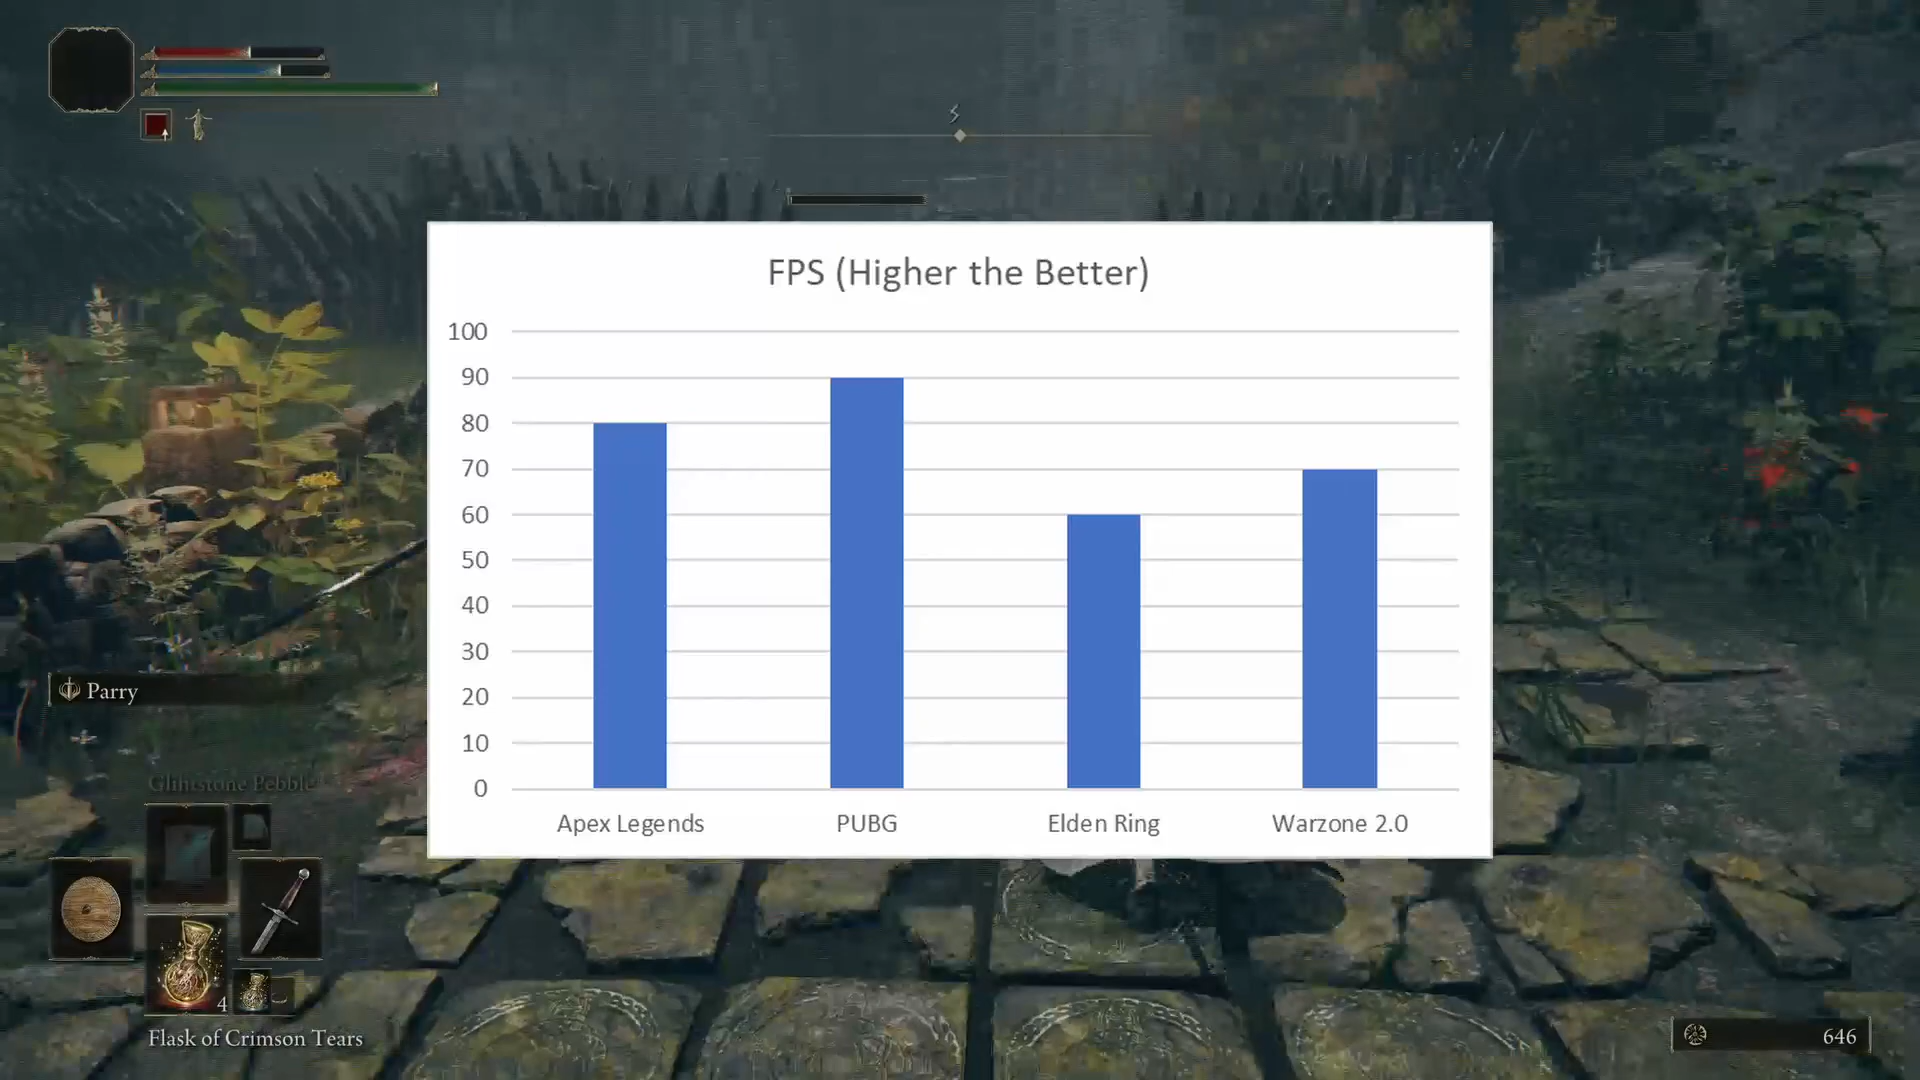 S
FPS (Higher the Better)
100
90
80
70
60
50
40
30
20
10
0
Apex Legends
PUBG
Elden Ring
Warzone 2.0
Parry
Glintstone Pebble
4
Flask of Crimson Tears
646